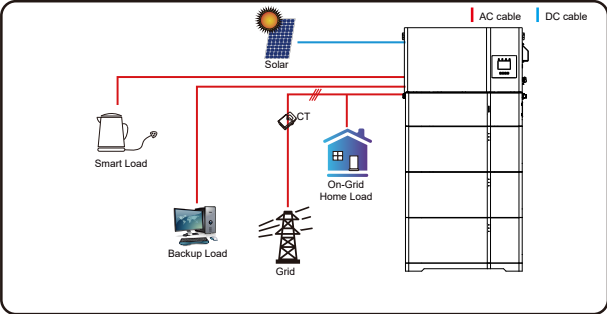 AC cable
DC cable
Solar
CT
Smart Load
On-Grid
Home Load
Backup Load
Grid